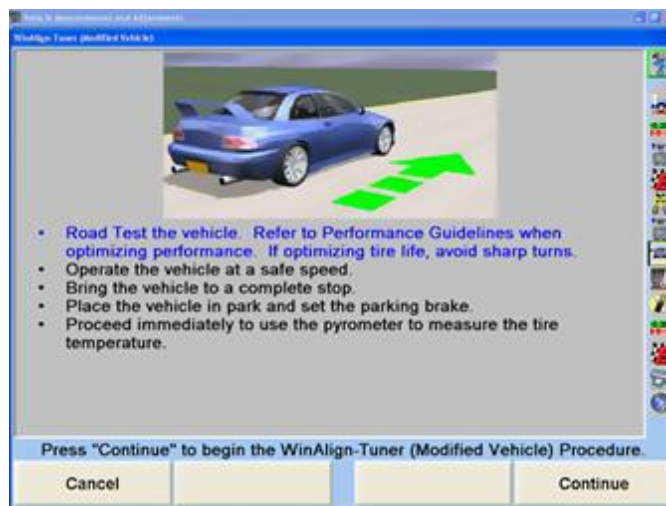 WinAlign-Tuner (Modified Vehicle)
• Road Test the vehicle. Refer to Performance Guidelines when
optimizing performance. If optimizing tire life, avoid sharp turns.
• Operate the vehicle at a safe speed.
• Bring the vehicle to a complete stop.
• Place the vehicle in park and set the parking brake.
• Proceed immediately to use the pyrometer to measure the tire
temperature.
Press "Continue" to begin the WinAlign-Tuner (Modified Vehicle) Procedure.
Cancel
Continue